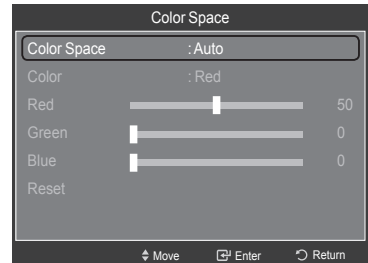 Color Space
Color Space : Auto
Color : Red
Red 50
Green 0
Blue 0
Reset
Move Enter Return